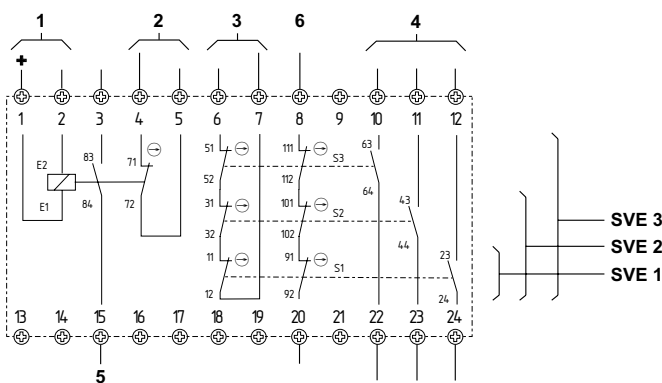 1 2 3 6 4
+
1 2 3 4 5 6 7 8 9 10 11 12
51 111 63
83 71
E2 S3
52 112 64
84 72 31 101 43
E1 S2
32 102 44
11 91 23
S1
12 92 24
SVE 3
SVE 2
SVE 1
13 14 15 16 17 18 19 20 21 22 23 24
5